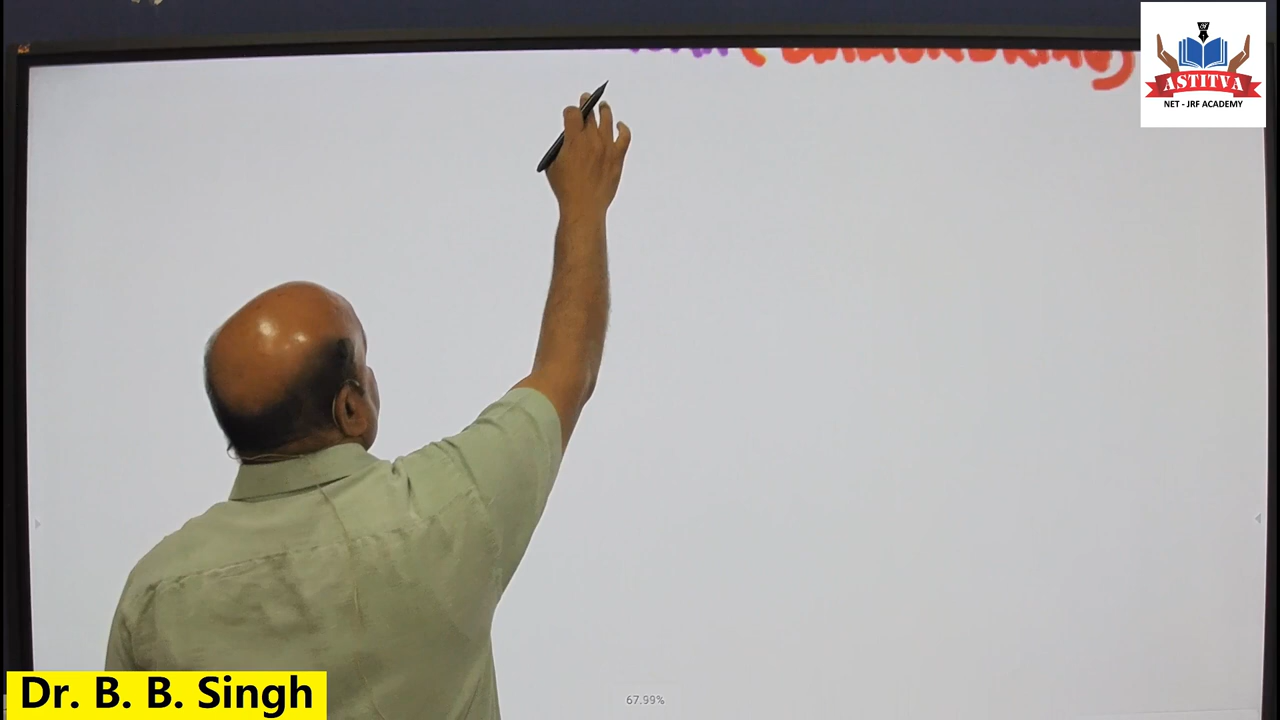 ASTITVA
NET - JRF ACADEMY
67.99%
Dr. B. B. Singh